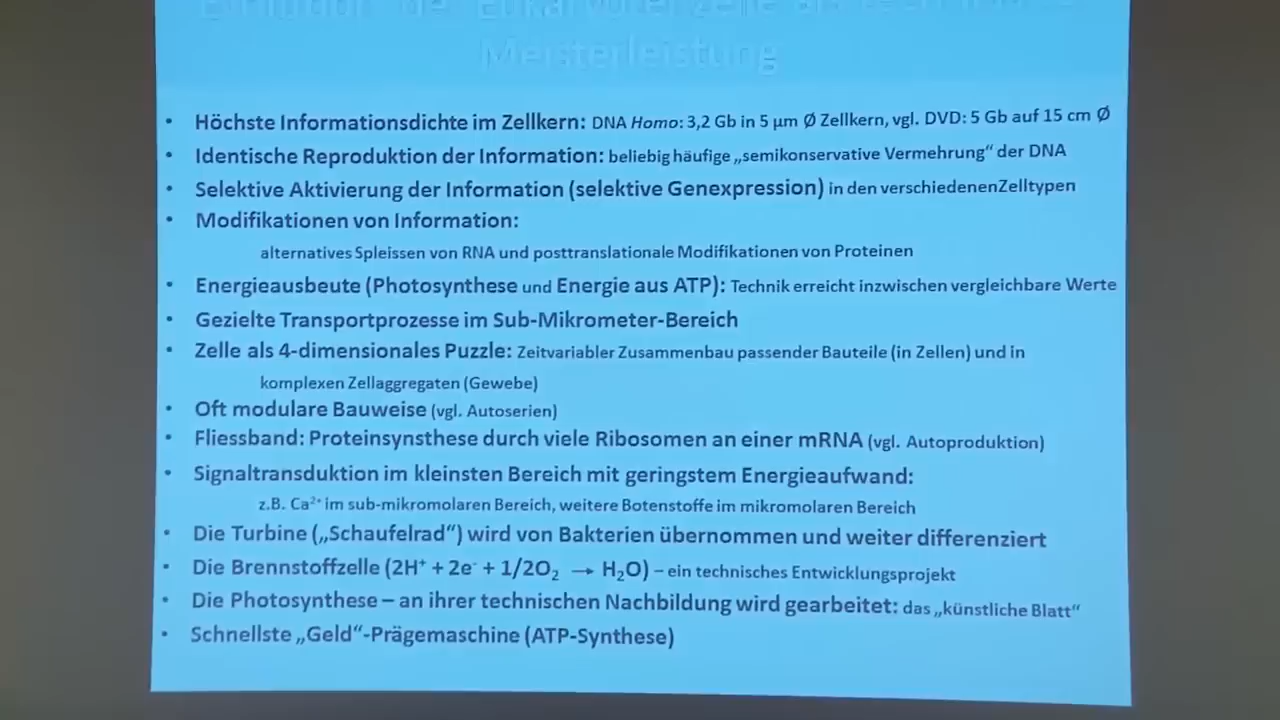 Evolution der Eukaryotenzelle als technische
Meisterleistung
• Höchste Informationsdichte im Zellkern: DNA Homo: 3,2 Gb in 5 µm Ø Zellkern, vgl. DVD: 5 Gb auf 15 cm Ø
• Identische Reproduktion der Information: beliebig häufige „semikonservative Vermehrung“ der DNA
• Selektive Aktivierung der Information (selektive Genexpression) in den verschiedenenZelltypen
• Modifikationen von Information:
alternatives Spleissen von RNA und posttranslationale Modifikationen von Proteinen
• Energieausbeute (Photosynthese und Energie aus ATP): Technik erreicht inzwischen vergleichbare Werte
• Gezielte Transportprozesse im Sub-Mikrometer-Bereich
• Zelle als 4-dimensionales Puzzle: Zeitvariabler Zusammenbau passender Bauteile (in Zellen) und in
komplexen Zellaggregaten (Gewebe)
• Oft modulare Bauweise (vgl. Autoserien)
• Fliessband: Proteinsynsthese durch viele Ribosomen an einer mRNA (vgl. Autoproduktion)
• Signaltransduktion im kleinsten Bereich mit geringstem Energieaufwand:
z.B. Ca²⁺ im sub-mikromolaren Bereich, weitere Botenstoffe im mikromolaren Bereich
• Die Turbine („Schaufelrad“) wird von Bakterien übernommen und weiter differenziert
• Die Brennstoffzelle (2H⁺ + 2e⁻ + 1/2O₂ → H₂O) – ein technisches Entwicklungsprojekt
• Die Photosynthese – an ihrer technischen Nachbildung wird gearbeitet: das „künstliche Blatt“
• Schnellste „Geld“-Prägemaschine (ATP-Synthese)